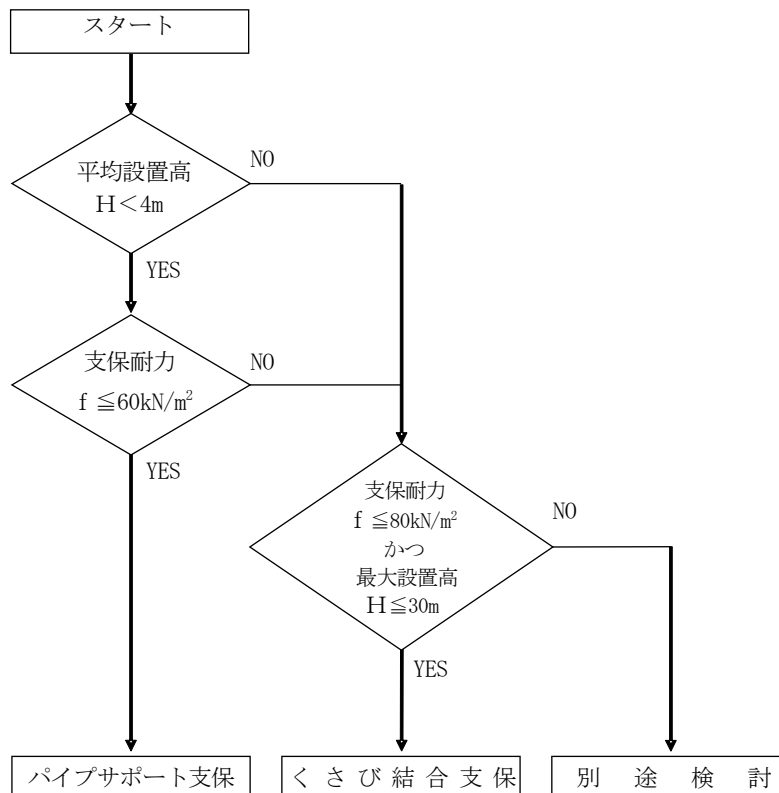 スタート
平均設置高
H＜4m
NO
YES
支保耐力
f ≦60kN/m²
NO
YES
支保耐力
f ≦80kN/m²
かつ
最大設置高
H≦30m
NO
YES
パイプサポート支保
くさび結合支保
別途検討